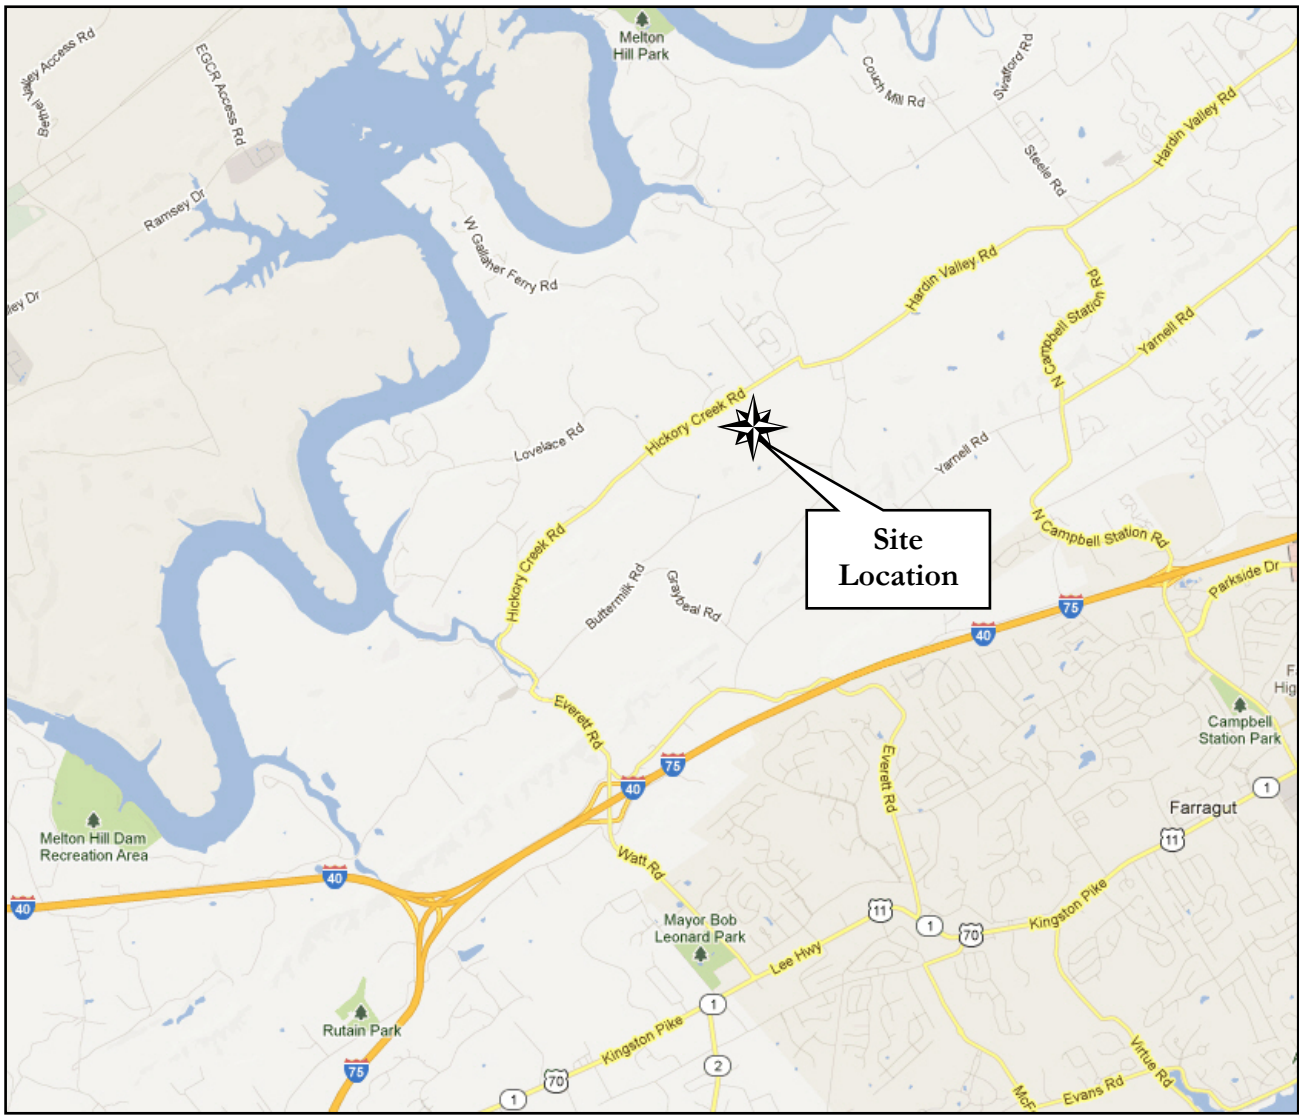 Melton
Hill Park
Bethel Valley Access Rd
EGCR Access Rd
Couch Mill Rd
Swafford Rd
Hardin Valley Rd
Steele Rd
Ramsey Dr
W Gallaher Ferry Rd
Hardin Valley Rd
N Campbell Station Rd
Yarnell Rd
lley Dr
Hickory Creek Rd
Lovelace Rd
Yarnell Rd
Site
Location
N Campbell Station Rd
Hickory Creek Rd
Buttermilk Rd
Graybeal Rd
Parkside Dr
75
40
F
Hig
Everett Rd
Campbell
Station Park
75
40
Everett Rd
1
Farragut
11
Melton Hill Dam
Recreation Area
40
40
Watt Rd
11
1
70
Kingston Pike
Mayor Bob
Leonard Park
Lee Hwy
1
Rutain Park
Kingston Pike
75
70
1
2
Virtue Rd
Evans Rd
McF